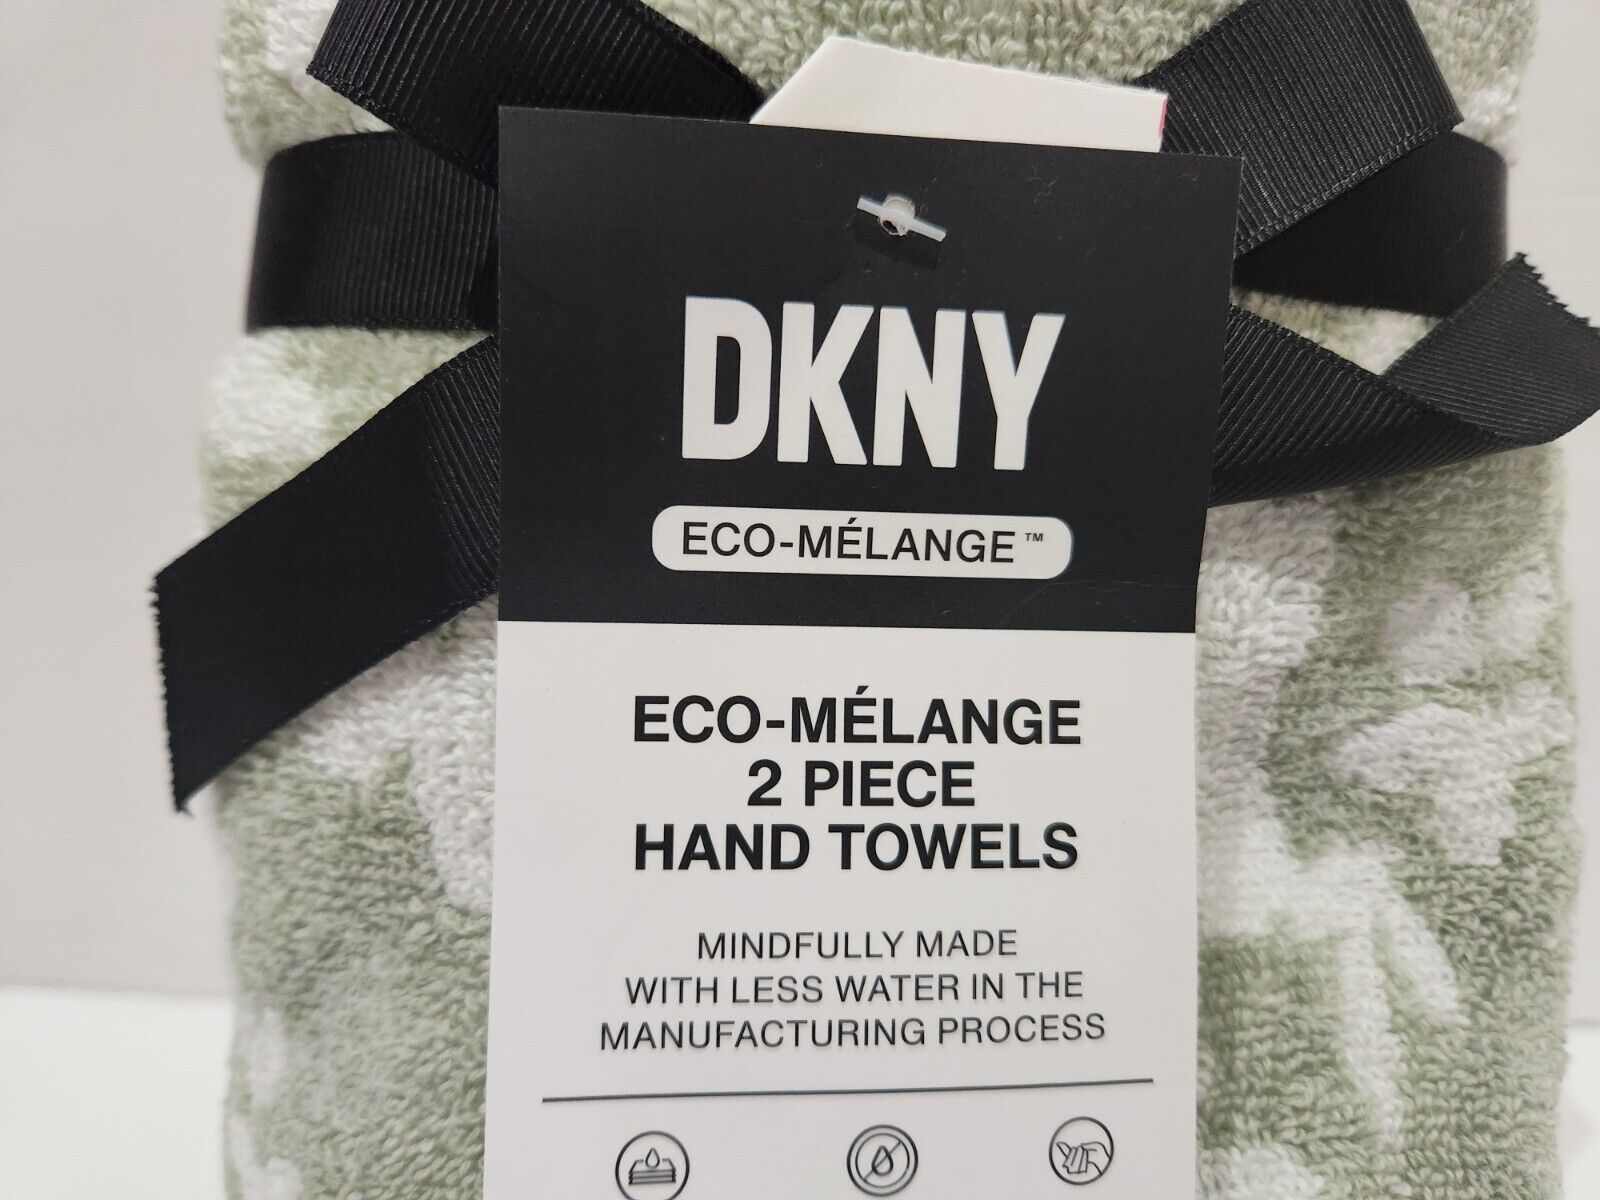 DKNY
ECO-MÉLANGE™
ECO-MÉLANGE
2 PIECE
HAND TOWELS
MINDFULLY MADE
WITH LESS WATER IN THE
MANUFACTURING PROCESS